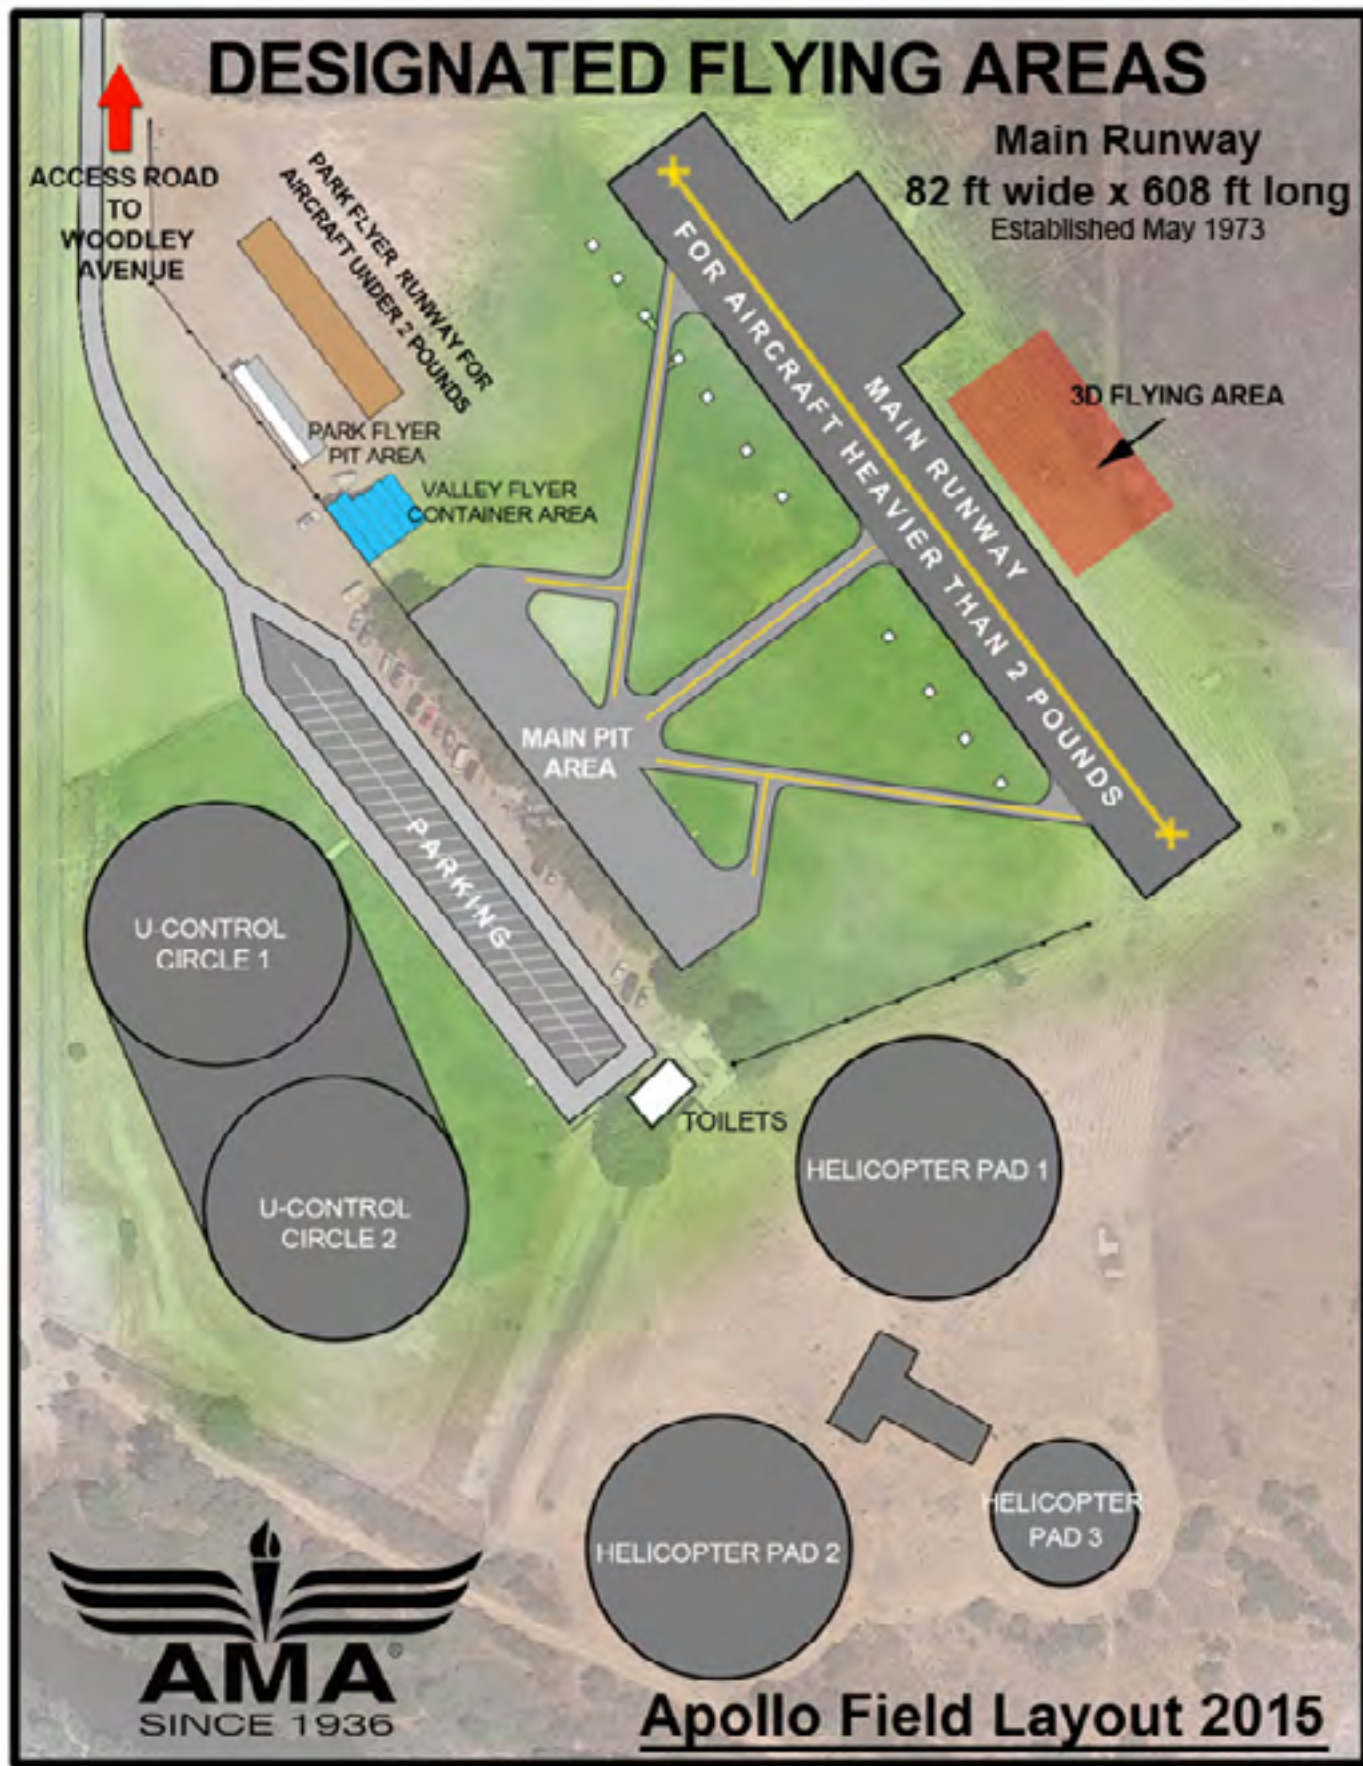 DESIGNATED FLYING AREAS
Main Runway
82 ft wide x 608 ft long
Established May 1973
ACCESS ROAD
TO
WOODLEY
AVENUE
PARK FLYER RUNWAY FOR
AIRCRAFT UNDER 2 POUNDS
PARK FLYER
PIT AREA
VALLEY FLYER
CONTAINER AREA
FOR AIRCRAFT HEAVIER THAN 2 POUNDS
MAIN RUNWAY
3D FLYING AREA
MAIN PIT
AREA
PARKING
U-CONTROL
CIRCLE 1
U-CONTROL
CIRCLE 2
TOILETS
HELICOPTER PAD 1
HELICOPTER PAD 2
HELICOPTER
PAD 3
AMA®
SINCE 1936
Apollo Field Layout 2015